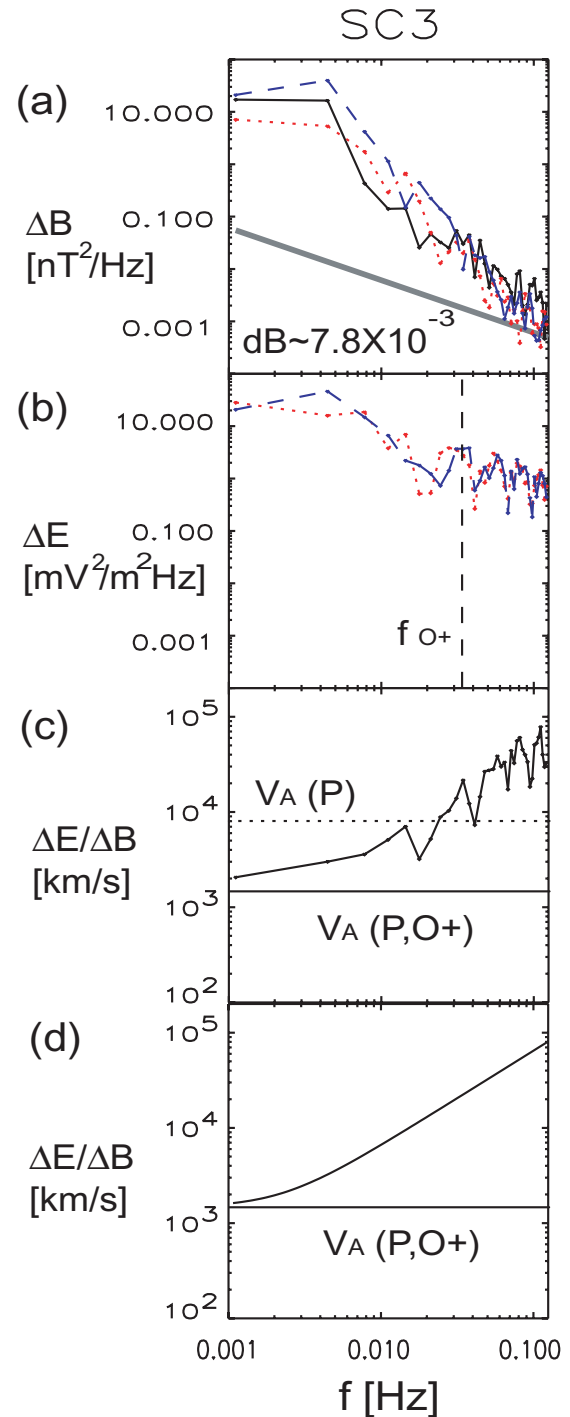 SC3
(a)
10.000
0.100
0.001
ΔB
[nT²/Hz]
dB~7.8X10⁻³
(b)
10.000
0.100
0.001
ΔE
[mV²/m²Hz]
f O+
(c)
10⁵
10⁴
10³
10²
ΔE/ΔB
[km/s]
VA (P)
VA (P,O+)
(d)
10⁵
10⁴
10³
10²
ΔE/ΔB
[km/s]
VA (P,O+)
0.001 0.010 0.100
f [Hz]